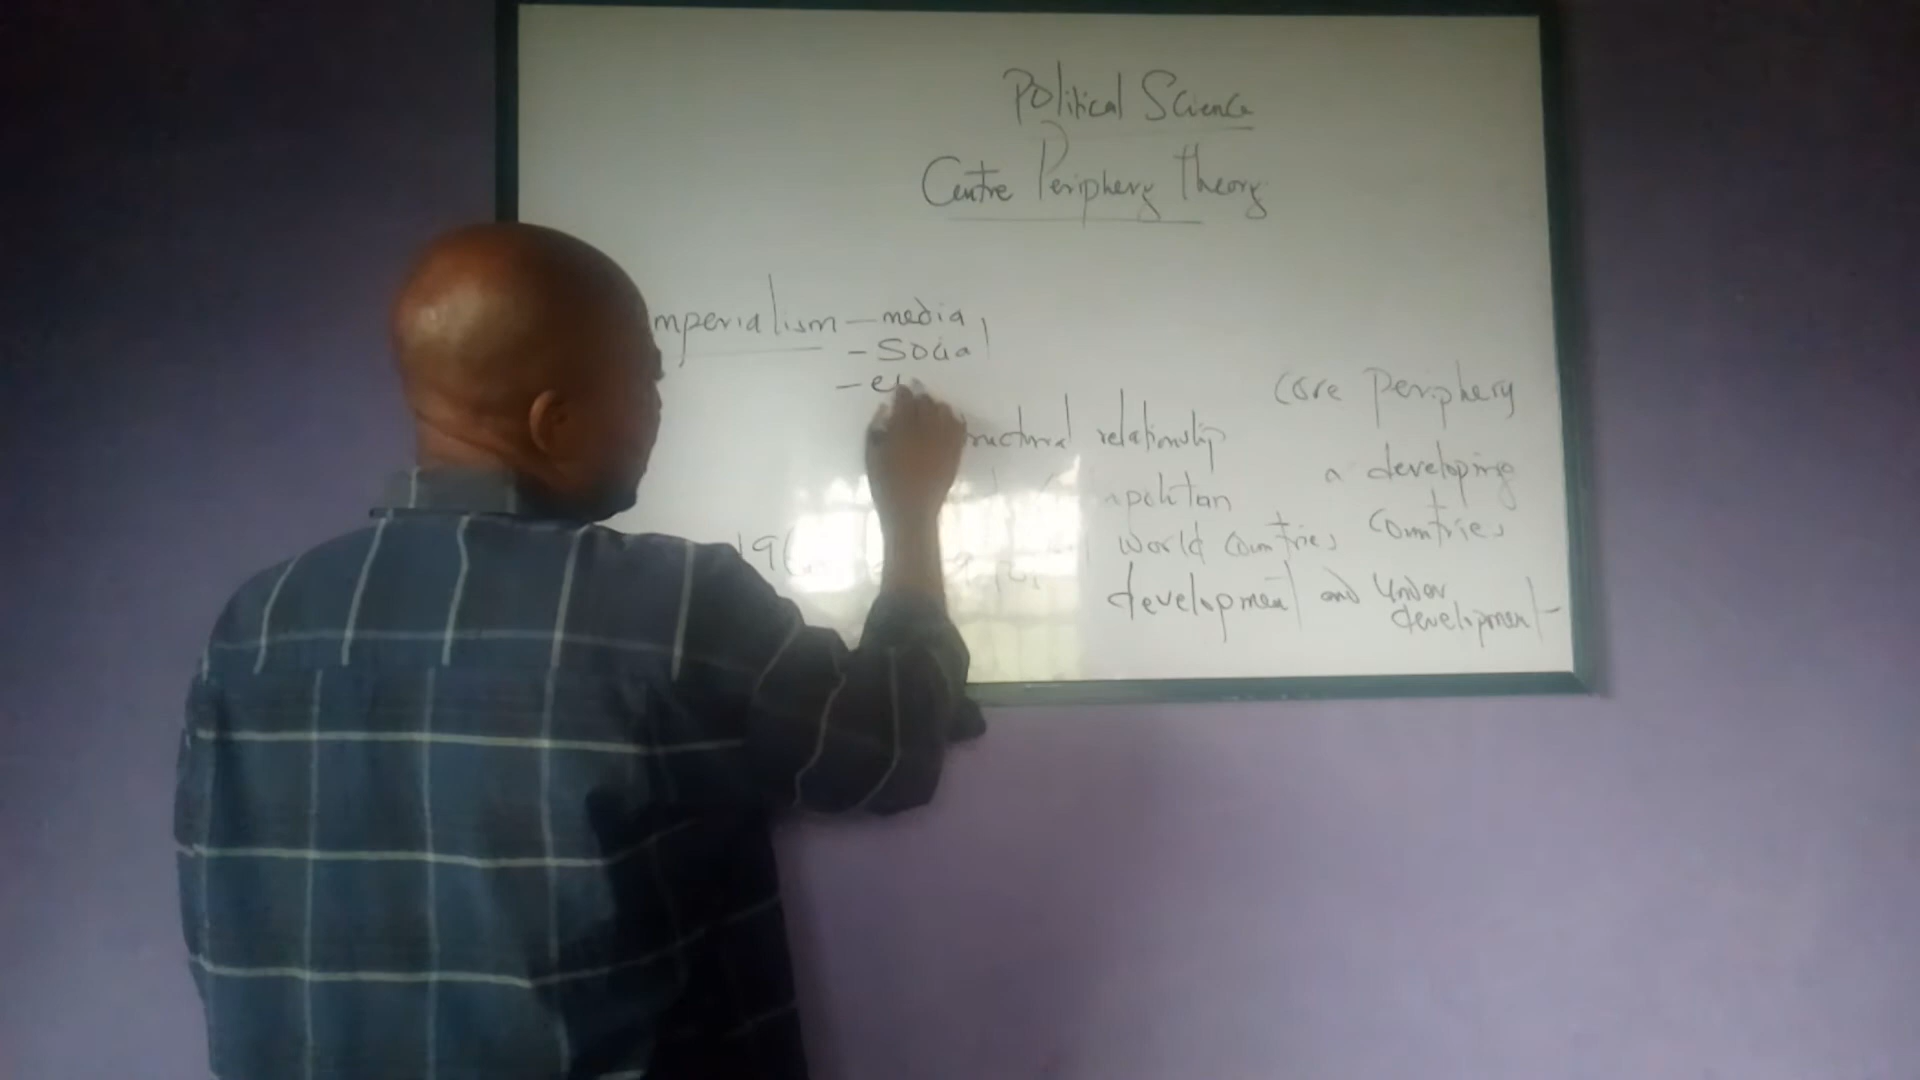 Political Science
Centre Periphery Theory
mperialism – media
– Social
– e
Core Periphery
ructural relationship
a developing
politan
World Countries Countries
development and Under
development